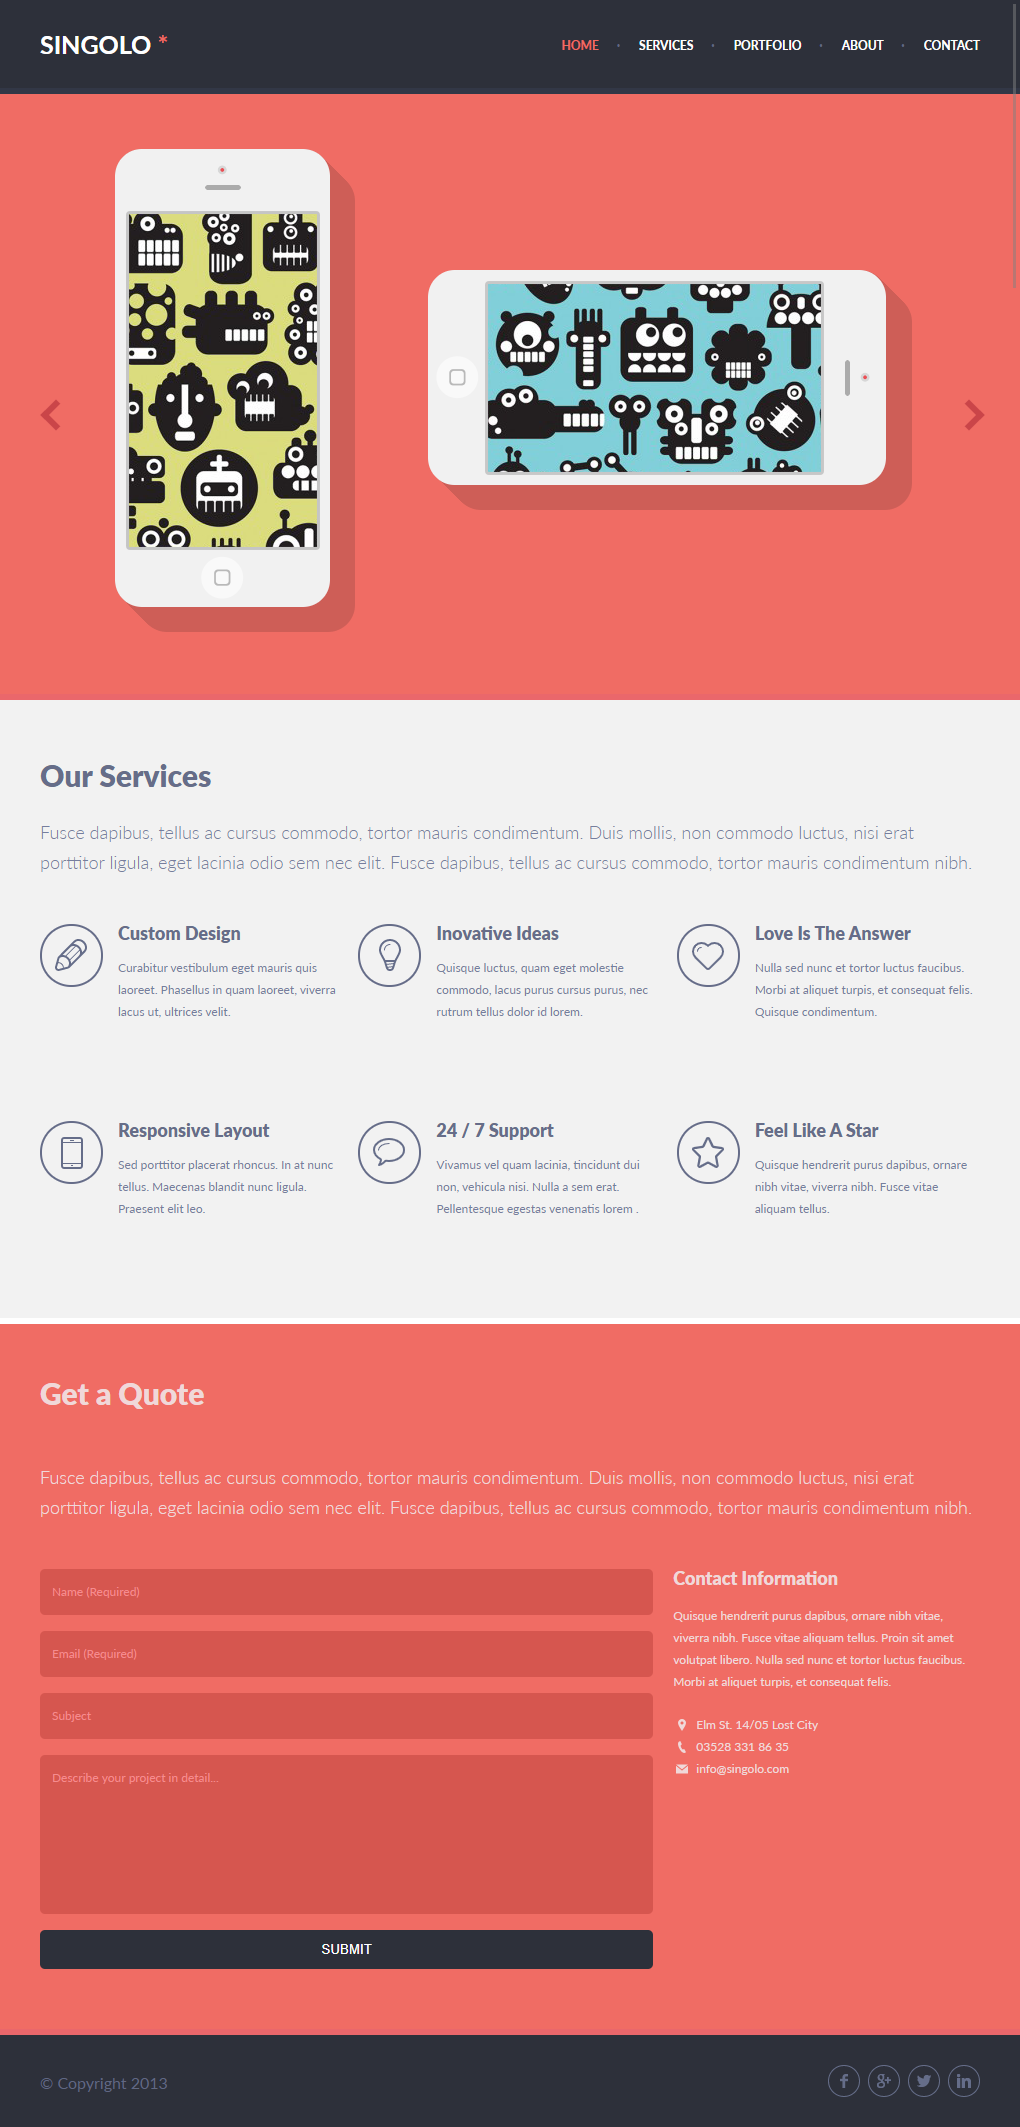 SINGOLO *
HOME · SERVICES · PORTFOLIO · ABOUT · CONTACT
Our Services
Fusce dapibus, tellus ac cursus commodo, tortor mauris condimentum. Duis mollis, non commodo luctus, nisi erat
porttitor ligula, eget lacinia odio sem nec elit. Fusce dapibus, tellus ac cursus commodo, tortor mauris condimentum nibh.
Custom Design
Curabitur vestibulum eget mauris quis
laoreet. Phasellus in quam laoreet, viverra
lacus ut, ultrices velit.
Inovative Ideas
Quisque luctus, quam eget molestie
commodo, lacus purus cursus purus, nec
rutrum tellus dolor id lorem.
Love Is The Answer
Nulla sed nunc et tortor luctus faucibus.
Morbi at aliquet turpis, et consequat felis.
Quisque condimentum.
Responsive Layout
Sed porttitor placerat rhoncus. In at nunc
tellus. Maecenas blandit nunc ligula.
Praesent elit leo.
24 / 7 Support
Vivamus vel quam lacinia, tincidunt dui
non, vehicula nisi. Nulla a sem erat.
Pellentesque egestas venenatis lorem .
Feel Like A Star
Quisque hendrerit purus dapibus, ornare
nibh vitae, viverra nibh. Fusce vitae
aliquam tellus.
Get a Quote
Fusce dapibus, tellus ac cursus commodo, tortor mauris condimentum. Duis mollis, non commodo luctus, nisi erat
porttitor ligula, eget lacinia odio sem nec elit. Fusce dapibus, tellus ac cursus commodo, tortor mauris condimentum nibh.
Name (Required)
Email (Required)
Subject
Describe your project in detail...
SUBMIT
Contact Information
Quisque hendrerit purus dapibus, ornare nibh vitae,
viverra nibh. Fusce vitae aliquam tellus. Proin sit amet
volutpat libero. Nulla sed nunc et tortor luctus faucibus.
Morbi at aliquet turpis, et consequat felis.
Elm St. 14/05 Lost City
03528 331 86 35
info@singolo.com
© Copyright 2013